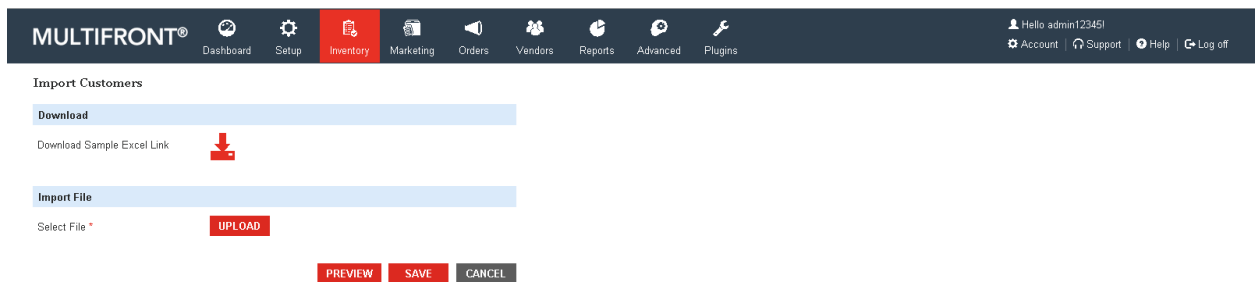 MULTIFRONT®
Dashboard Setup Inventory Marketing Orders Vendors Reports Advanced Plugins
Hello admin12345!
Account | Support | Help | Log off
Import Customers
Download
Download Sample Excel Link
Import File
Select File * UPLOAD
PREVIEW SAVE CANCEL